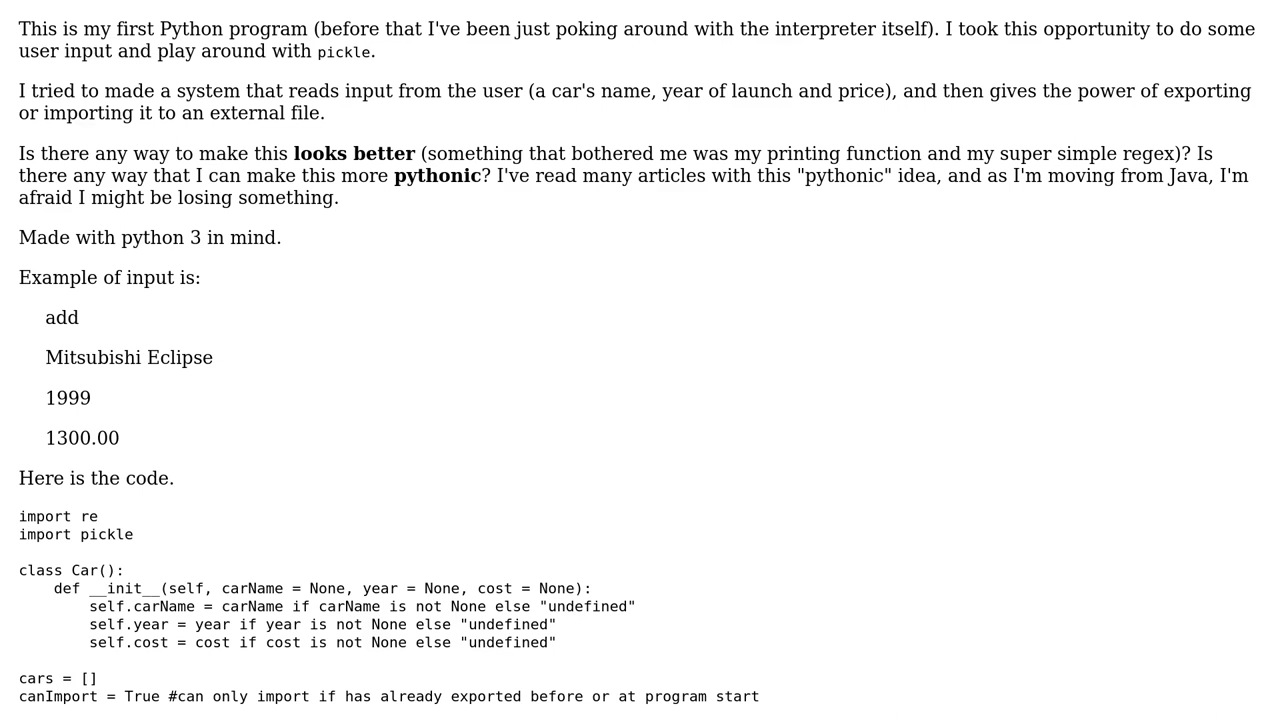 This is my first Python program (before that I've been just poking around with the interpreter itself). I took this opportunity to do some
user input and play around with pickle.
I tried to made a system that reads input from the user (a car's name, year of launch and price), and then gives the power of exporting
or importing it to an external file.
Is there any way to make this looks better (something that bothered me was my printing function and my super simple regex)? Is
there any way that I can make this more pythonic? I've read many articles with this "pythonic" idea, and as I'm moving from Java, I'm
afraid I might be losing something.
Made with python 3 in mind.
Example of input is:
add
Mitsubishi Eclipse
1999
1300.00
Here is the code.
import re
import pickle
class Car():
    def __init__(self, carName = None, year = None, cost = None):
        self.carName = carName if carName is not None else "undefined"
        self.year = year if year is not None else "undefined"
        self.cost = cost if cost is not None else "undefined"
cars = []
canImport = True #can only import if has already exported before or at program start